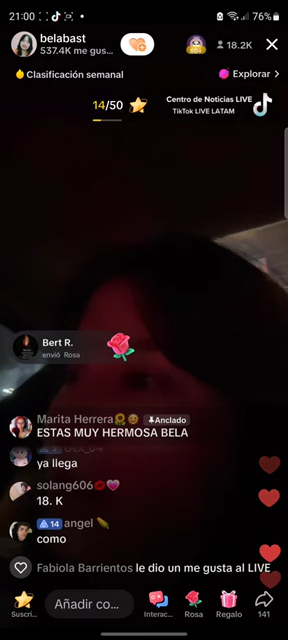 21:00
76%
belabast
537.4K me gus...
18.2K
Clasificación semanal
Explorar
14/50
Centro de Noticias LIVE
TikTok LIVE LATAM
Bert R.
envió Rosa
Marita Herrera
Anclado
ESTAS MUY HERMOSA BELA
ya llega
solang606
18. K
14
angel
como
Fabiola Barrientos le dio un me gusta al LIVE
Suscri...
Añadir co...
Interac...
Rosa
Regalo
141